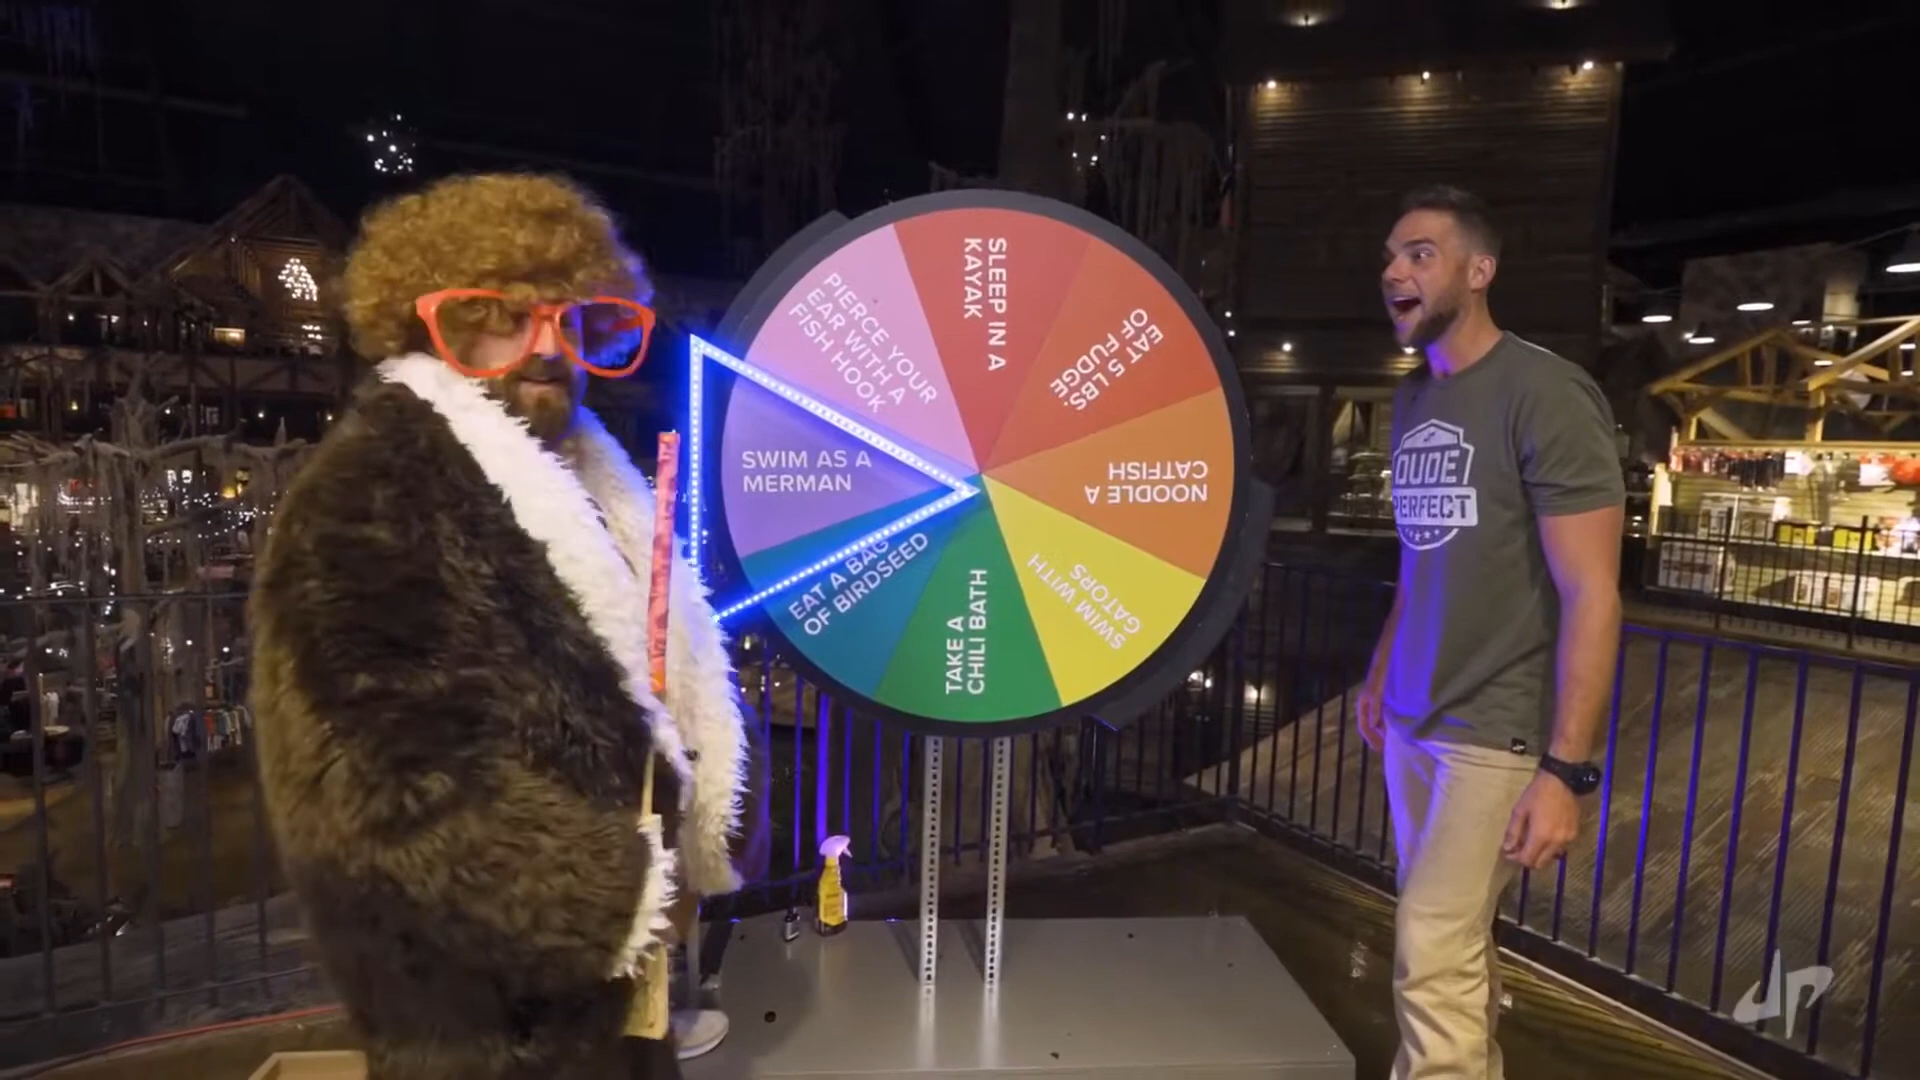 SLEEP IN A
KAYAK
EAT 5 LBS.
OF FUDGE
NOODLE A
CATFISH
SWIM WITH
GATORS
TAKE A
CHILI BATH
EAT A BAG
OF BIRDSEED
SWIM AS A
MERMAN
PIERCE YOUR
EAR WITH A
FISH HOOK
DUDE
PERFECT
dp